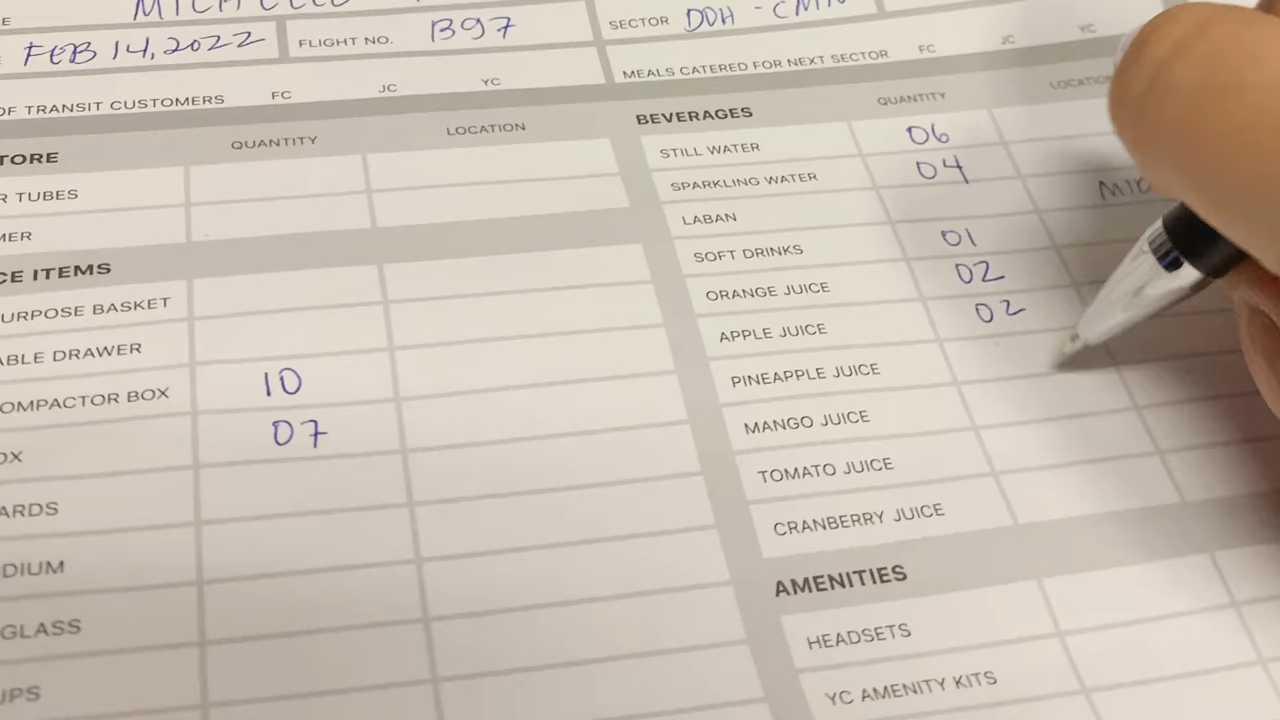 FEB 14, 2022 FLIGHT NO. B97 SECTOR DOH - CMN
OF TRANSIT CUSTOMERS FC JC YC MEALS CATERED FOR NEXT SECTOR FC JC YC
TORE QUANTITY LOCATION
R TUBES
MER
CE ITEMS
URPOSE BASKET
ABLE DRAWER
OMPACTOR BOX 10
OX 07
ARDS
DIUM
GLASS
UPS
BEVERAGES QUANTITY LOCATION
STILL WATER 06
SPARKLING WATER 04
LABAN
SOFT DRINKS 01
ORANGE JUICE 02
APPLE JUICE 02
PINEAPPLE JUICE
MANGO JUICE
TOMATO JUICE
CRANBERRY JUICE
AMENITIES
HEADSETS
YC AMENITY KITS